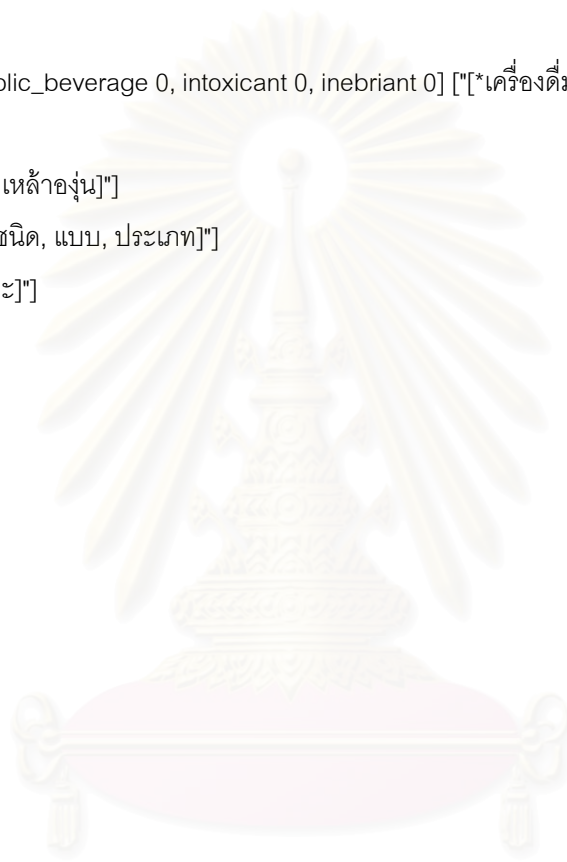 olic_beverage 0, intoxicant 0, inebriant 0] ["[*เครื่องดื่ม
เหล้าองุ่น]"]
ชนิด, แบบ, ประเภท]"]
ะ]"]